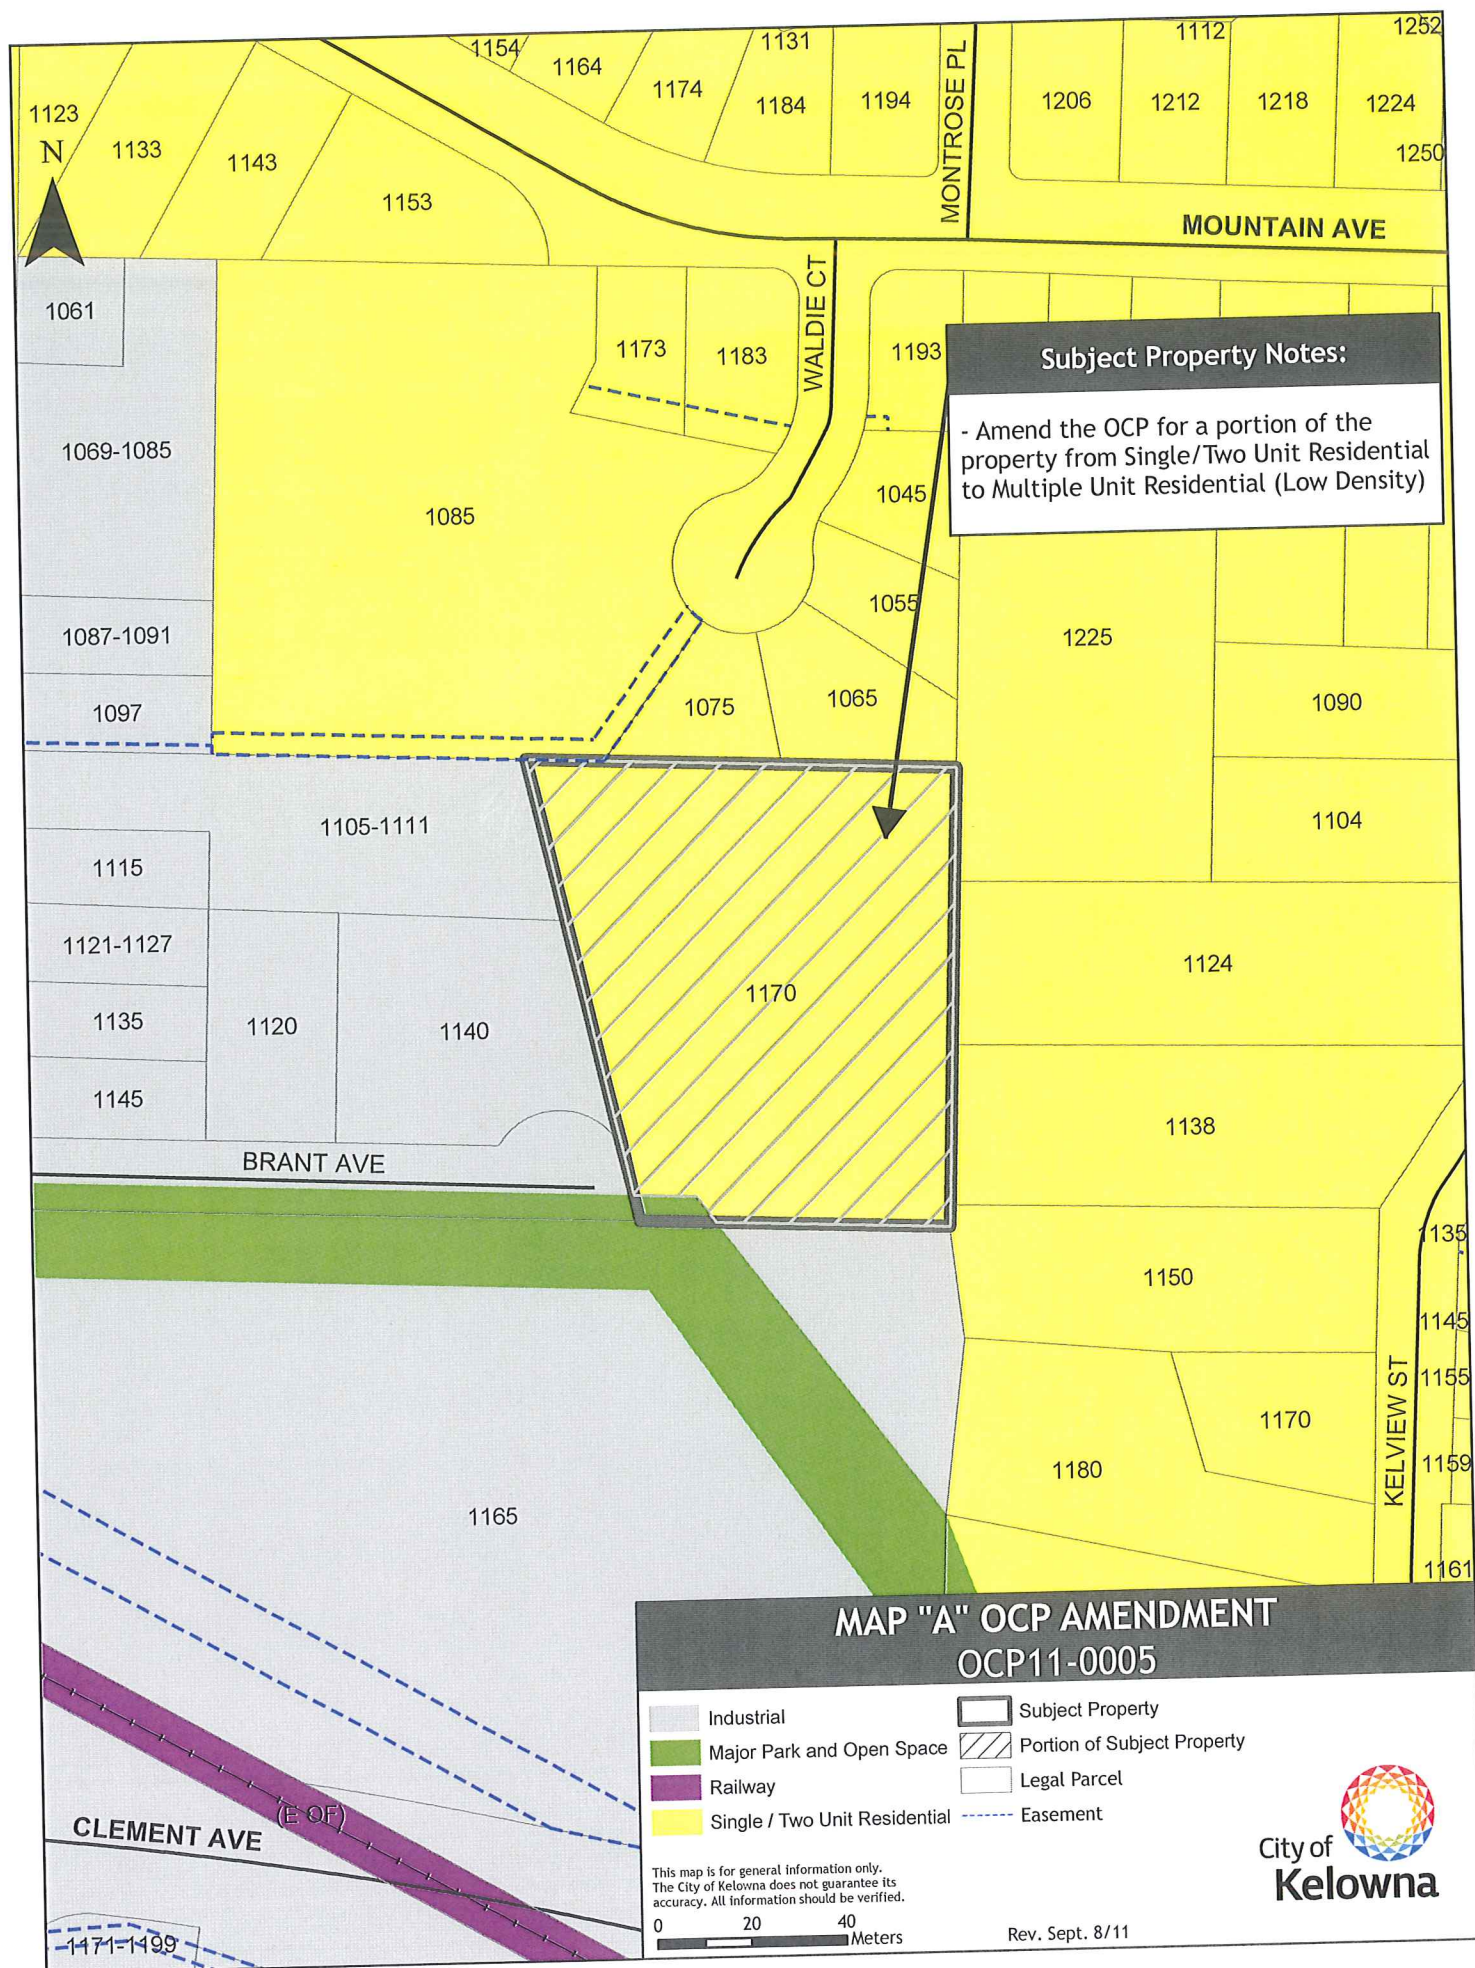 1154
1164
1174
1131
1184
1194
MONTROSE PL
1206
1112
1212
1218
1252
1224
1250
1123
N
1133
1143
1153
MOUNTAIN AVE
1061
1069-1085
1085
1173
1183
WALDIE CT
1193
Subject Property Notes:
- Amend the OCP for a portion of the
property from Single/Two Unit Residential
to Multiple Unit Residential (Low Density)
1045
1055
1225
1087-1091
1097
1075
1065
1090
1105-1111
1104
1115
1121-1127
1135
1120
1140
1170
1124
1145
1138
BRANT AVE
1135
1150
1145
1155
KELVIEW ST
1170
1180
1159
1165
1161
MAP "A" OCP AMENDMENT
OCP11-0005
Industrial
Major Park and Open Space
Railway
Single / Two Unit Residential
Subject Property
Portion of Subject Property
Legal Parcel
Easement
(E OF)
CLEMENT AVE
1171-1199
This map is for general information only.
The City of Kelowna does not guarantee its
accuracy. All information should be verified.
0 20 40
Meters
Rev. Sept. 8/11
City of
Kelowna